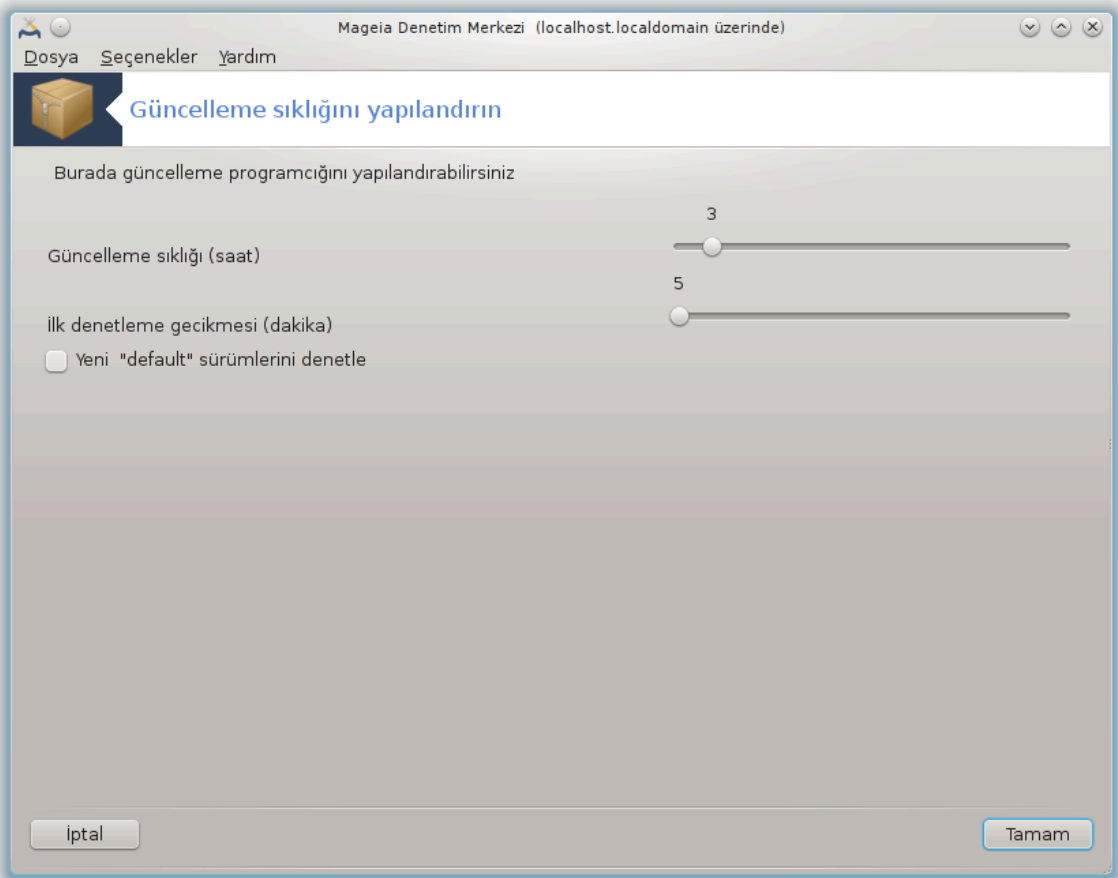 Mageia Denetim Merkezi (localhost.localdomain üzerinde)
Dosya Seçenekler Yardım
Güncelleme sıklığını yapılandırın
Burada güncelleme programcığını yapılandırabilirsiniz
3
Güncelleme sıklığı (saat)
5
İlk denetleme gecikmesi (dakika)
Yeni "default" sürümlerini denetle
İptal Tamam